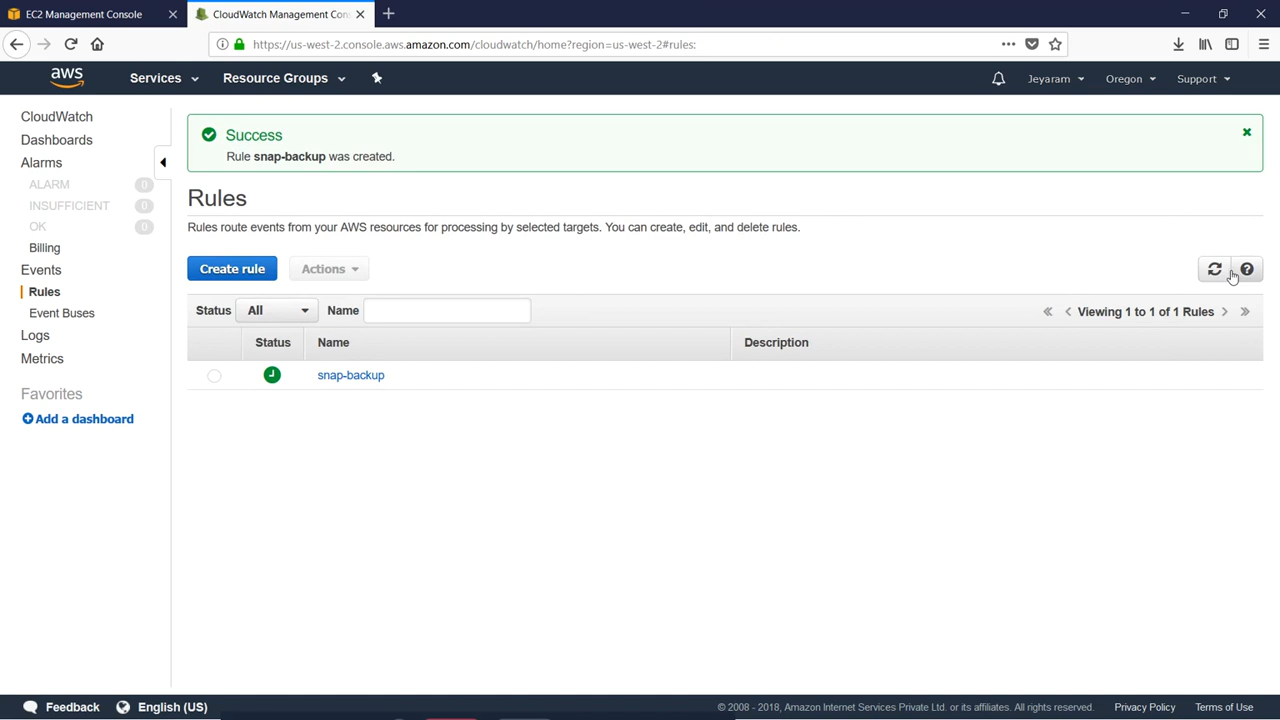 EC2 Management Console
CloudWatch Management Con
https://us-west-2.console.aws.amazon.com/cloudwatch/home?region=us-west-2#rules:
aws
Services
Resource Groups
Jeyaram
Oregon
Support
CloudWatch
Dashboards
Alarms
ALARM 0
INSUFFICIENT 0
OK 0
Billing
Events
Rules
Event Buses
Logs
Metrics
Favorites
Add a dashboard
Success
Rule snap-backup was created.
Rules
Rules route events from your AWS resources for processing by selected targets. You can create, edit, and delete rules.
Create rule
Actions
Status All Name
Viewing 1 to 1 of 1 Rules
Status Name Description
snap-backup
Feedback
English (US)
© 2008 - 2018, Amazon Internet Services Private Ltd. or its affiliates. All rights reserved.
Privacy Policy
Terms of Use